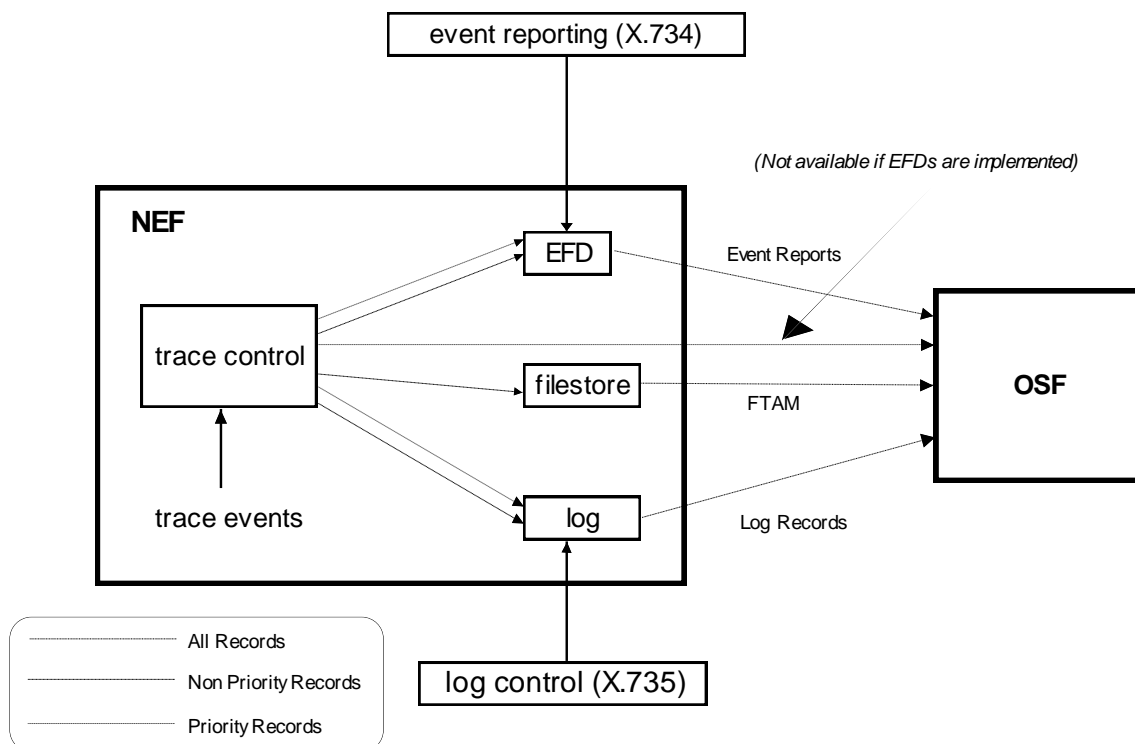 event reporting (X.734)
(Not available if EFDs are implemented)
NEF
EFD
Event Reports
trace control
filestore
FTAM
OSF
trace events
log
Log Records
All Records
Non Priority Records
Priority Records
log control (X.735)